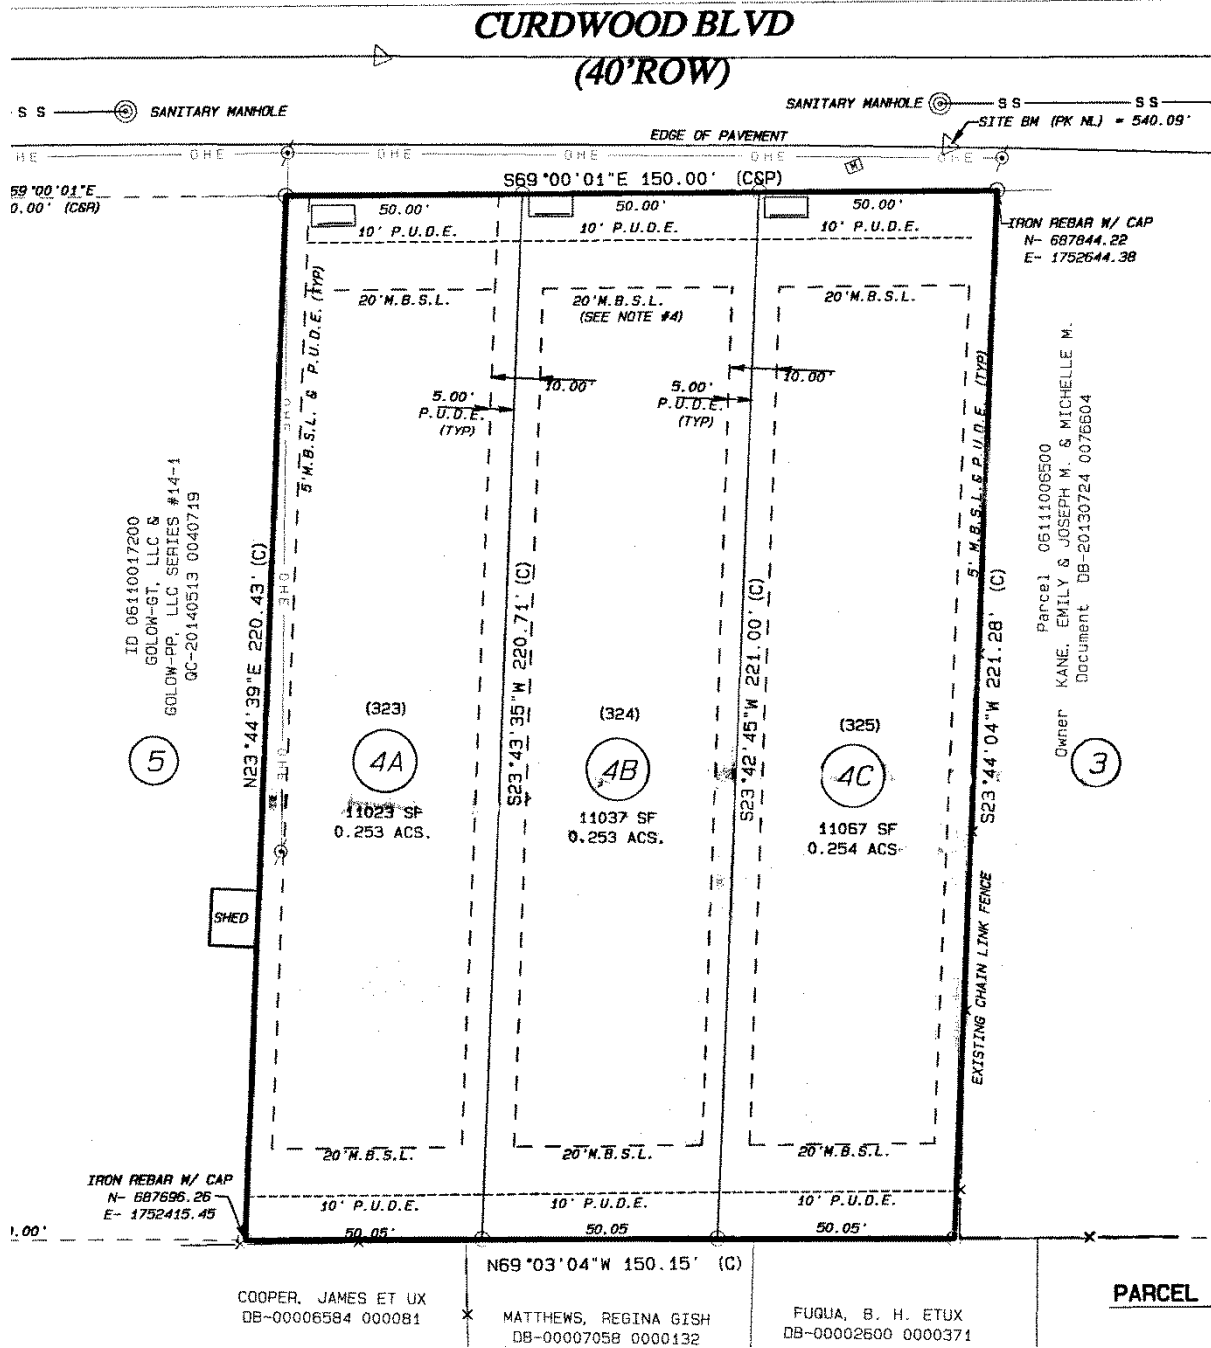 CURDWOOD BLVD
(40'ROW)
S S
SANITARY MANHOLE
SANITARY MANHOLE
S S
S S
SITE BM (PK NL) = 540.09'
EDGE OF PAVEMENT
OHE
OHE
OHE
OHE
OHE
OHE
S69°00'01"E 150.00' (C&P)
69°00'01"E
0.00' (C&R)
50.00'
50.00'
50.00'
10' P.U.D.E.
10' P.U.D.E.
10' P.U.D.E.
IRON REBAR W/ CAP
N- 687844.22
E- 1752644.38
20'M.B.S.L.
20'M.B.S.L.
(SEE NOTE #4)
20'M.B.S.L.
5'M.B.S.L. & P.U.D.E. (TYP)
5.00'
P.U.D.E.
(TYP)
10.00'
5.00'
P.U.D.E.
(TYP)
10.00'
5' M.B.S.L.& P.U.D.E. (TYP)
OHE
OHE
OHE
ID 06110017200
GOLOW-GT, LLC &
GOLOW-PP, LLC SERIES #14-1
QC-20140513 0040719
5
N23°44'39"E 220.43' (C)
(323)
4A
11023 SF
0.253 ACS.
S23°43'35"W 220.71' (C)
(324)
4B
11037 SF
0.253 ACS.
S23°42'45"W 221.00' (C)
(325)
4C
11067 SF
0.254 ACS
S23°44'04"W 221.28' (C)
Parcel 06111006500
Owner KANE, EMILY & JOSEPH M. & MICHELLE M.
Document DB-20130724 0076604
3
SHED
EXISTING CHAIN LINK FENCE
20'M.B.S.L.
20'M.B.S.L.
20'M.B.S.L.
IRON REBAR W/ CAP
N- 687696.26
E- 1752415.45
10' P.U.D.E.
10' P.U.D.E.
10' P.U.D.E.
.00'
50.05'
50.05
50.05'
N69°03'04"W 150.15' (C)
COOPER, JAMES ET UX
DB-00006584 000081
MATTHEWS, REGINA GISH
DB-00007058 0000132
FUQUA, B. H. ETUX
DB-00002600 0000371
PARCEL